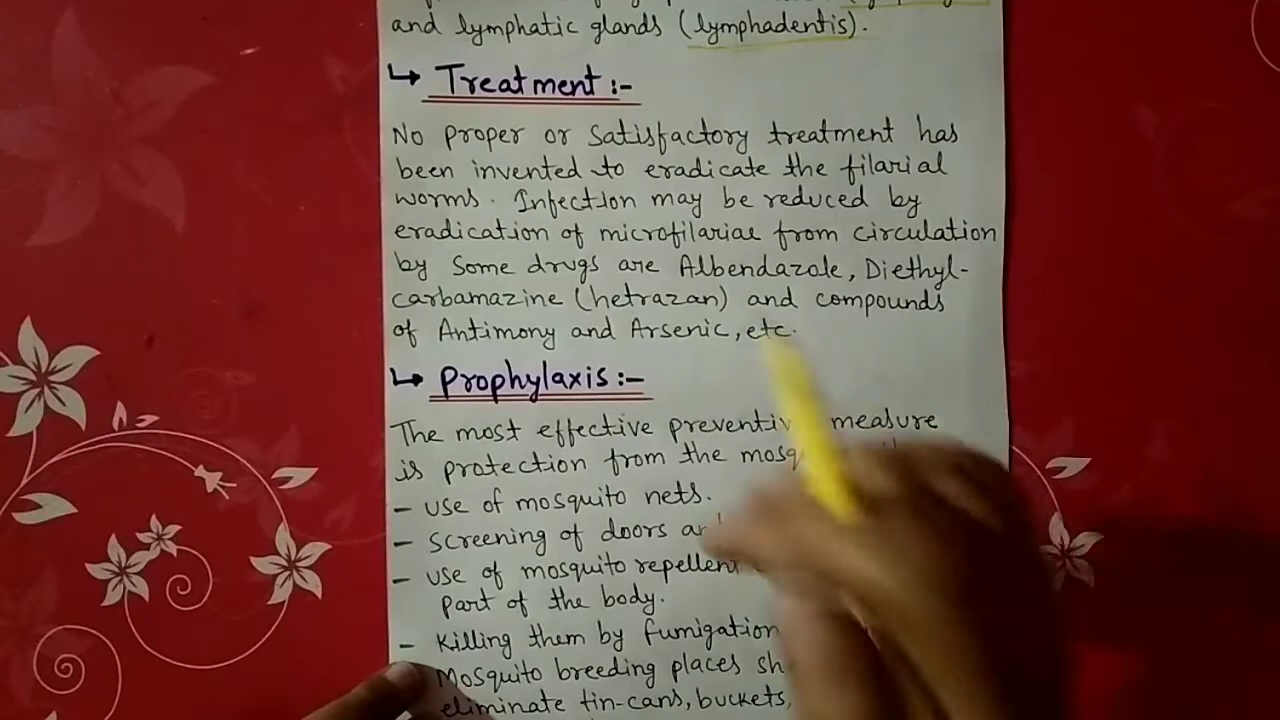 and lymphatic glands (lymphadentis).
↳ Treatment :-
No proper or satisfactory treatment has
been invented to eradicate the filarial
worms. Infection may be reduced by
eradication of microfilariae from circulation
by some drugs are Albendazole, Diethyl-
carbamazine (hetrazan) and compounds
of Antimony and Arsenic, etc.
↳ Prophylaxis :-
The most effective preventiv measure
is protection from the
- use of mosquito nets.
- screening of doors
- use of mosquito repellent
part of the body.
- Killing them by fumigation
Mosquito breeding places
eliminate tin-cans, buckets,